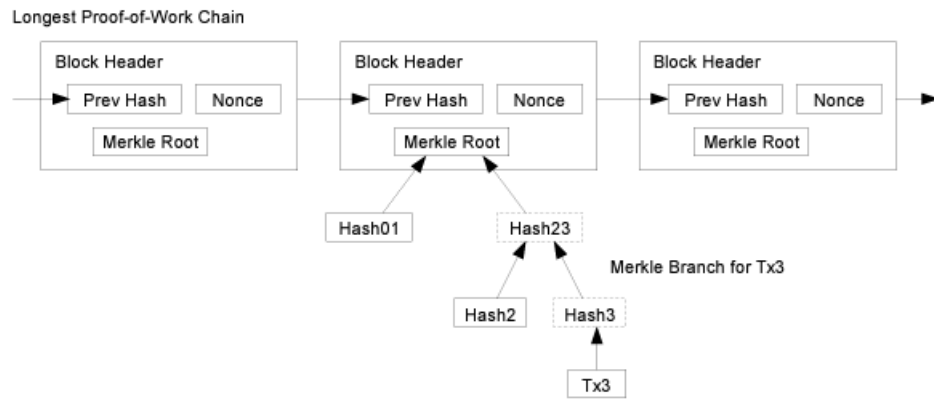 Longest Proof-of-Work Chain
Block Header
Prev Hash
Nonce
Merkle Root
Block Header
Prev Hash
Nonce
Merkle Root
Block Header
Prev Hash
Nonce
Merkle Root
Hash01
Hash23
Merkle Branch for Tx3
Hash2
Hash3
Tx3